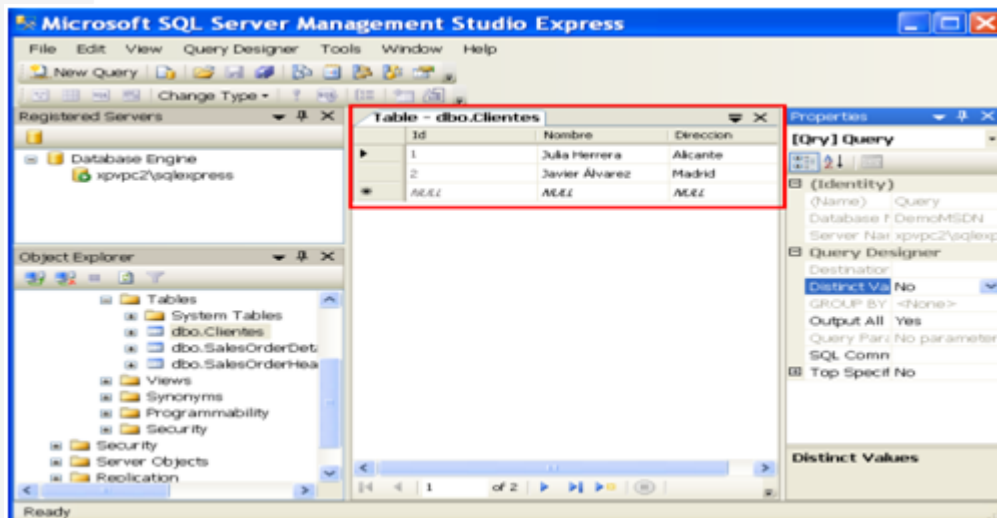 Microsoft SQL Server Management Studio Express
File Edit View Query Designer Tools Window Help
New Query
Change Type
Registered Servers
Database Engine
xpvpc2\sqlexpress
Object Explorer
Tables
System Tables
dbo.Clientes
dbo.SalesOrderDeta
dbo.SalesOrderHea
Views
Synonyms
Programmability
Security
Security
Server Objects
Replication
Table - dbo.Clientes
Id Nombre Direccion
1 Julia Herrera Alicante
2 Javier Álvarez Madrid
NULL NULL NULL
1 of 2
Properties
[Qry] Query
(Identity)
(Name) Query
Database N DemoMSDN
Server Nar xpvpc2\sqlexp
Query Designer
Destination
Distinct Va No
GROUP BY <None>
Output All Yes
Query Para No parameter
SQL Comm
Top Specif No
Distinct Values
Ready